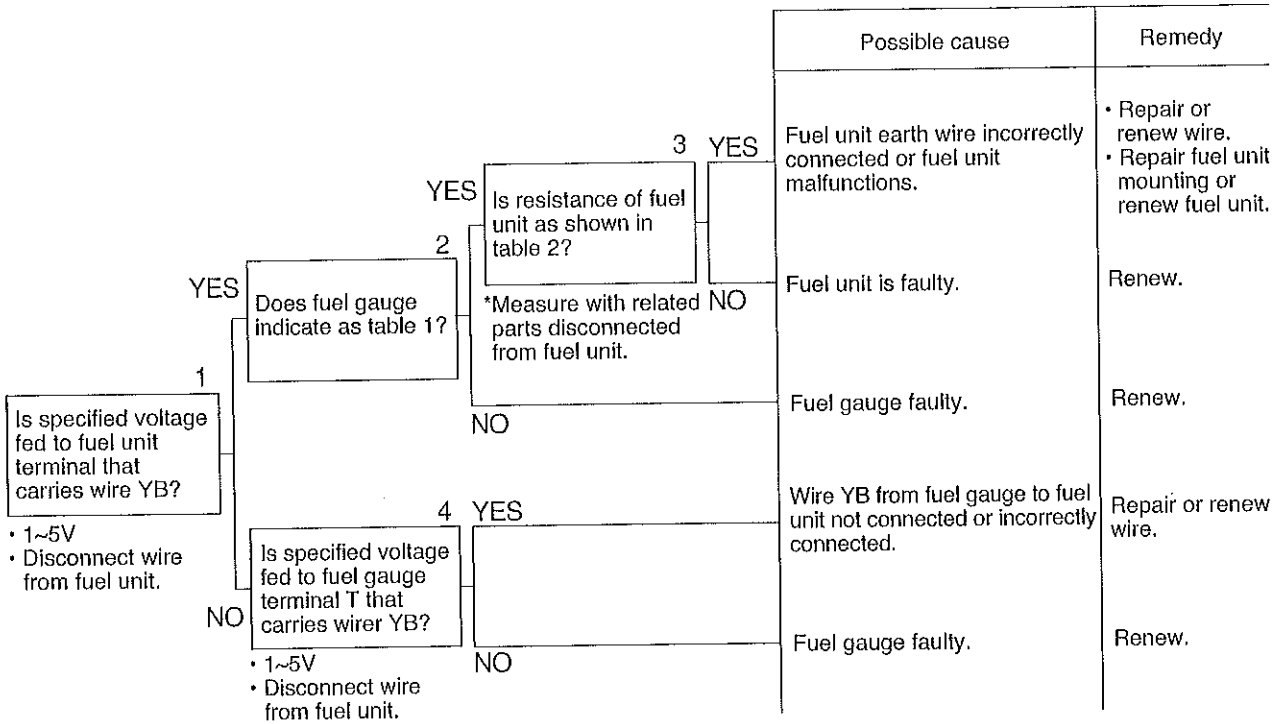 Possible cause
Remedy
3
YES
Fuel unit earth wire incorrectly
connected or fuel unit
malfunctions.
• Repair or
renew wire.
• Repair fuel unit
mounting or
renew fuel unit.
YES
Is resistance of fuel
unit as shown in
table 2?
2
YES
Does fuel gauge
indicate as table 1?
*Measure with related
parts disconnected
from fuel unit.
NO
Fuel unit is faulty.
Renew.
1
Is specified voltage
fed to fuel unit
terminal that
carries wire YB?
• 1~5V
• Disconnect wire
from fuel unit.
NO
Fuel gauge faulty.
Renew.
4
YES
Wire YB from fuel gauge to fuel
unit not connected or incorrectly
connected.
Repair or renew
wire.
NO
Is specified voltage
fed to fuel gauge
terminal T that
carries wirer YB?
• 1~5V
• Disconnect wire
from fuel unit.
NO
Fuel gauge faulty.
Renew.